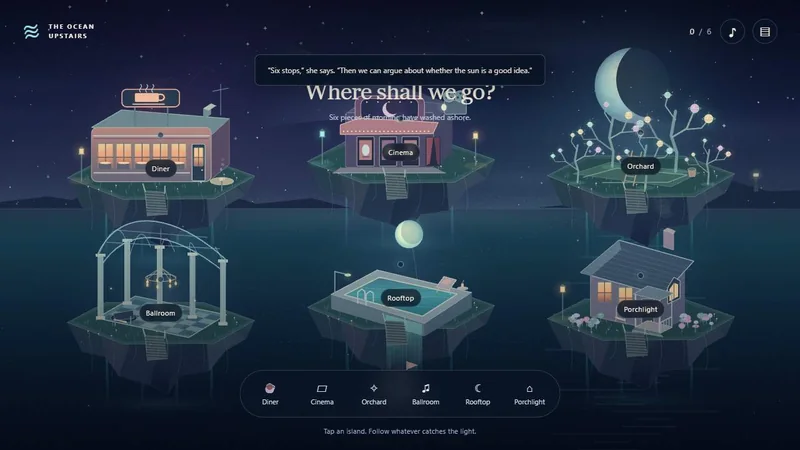 THE OCEAN
UPSTAIRS
0 / 6
"Six stops," she says. "Then we can argue about whether the sun is a good idea."
Where shall we go?
Six pieces of morning have washed ashore.
Diner
Cinema
Orchard
Ballroom
Rooftop
Porchlight
Diner
Cinema
Orchard
Ballroom
Rooftop
Porchlight
Tap an island. Follow whatever catches the light.